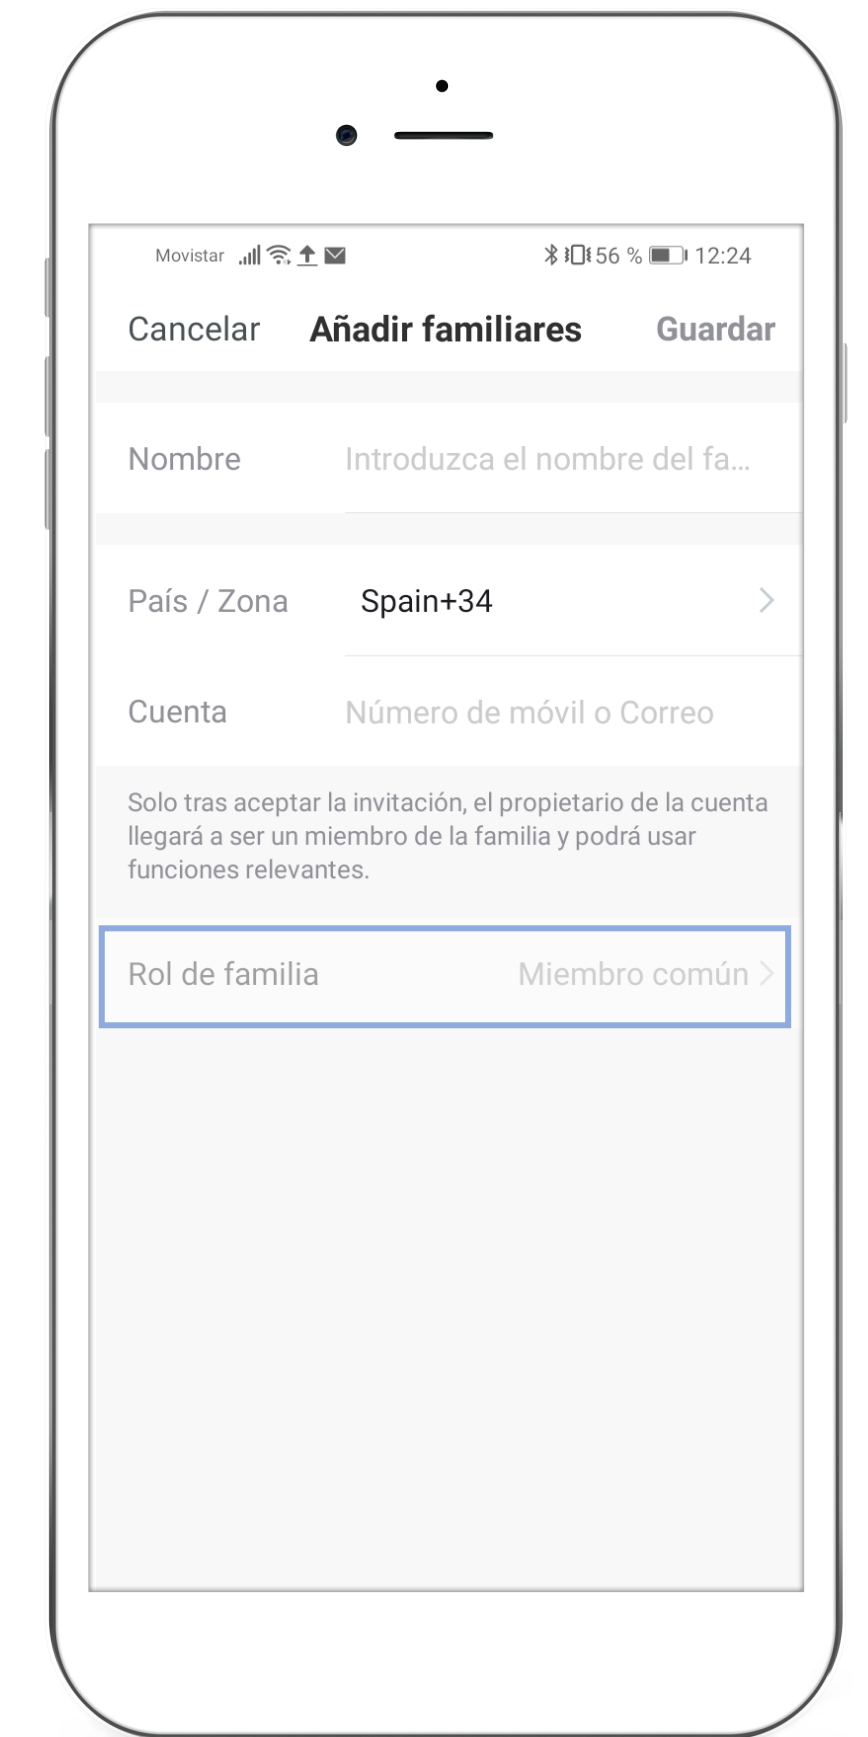 Movistar 56 % 12:24
Cancelar Añadir familiares Guardar
Nombre Introduzca el nombre del fa...
País / Zona Spain+34
Cuenta Número de móvil o Correo
Solo tras aceptar la invitación, el propietario de la cuenta
llegará a ser un miembro de la familia y podrá usar
funciones relevantes.
Rol de familia Miembro común